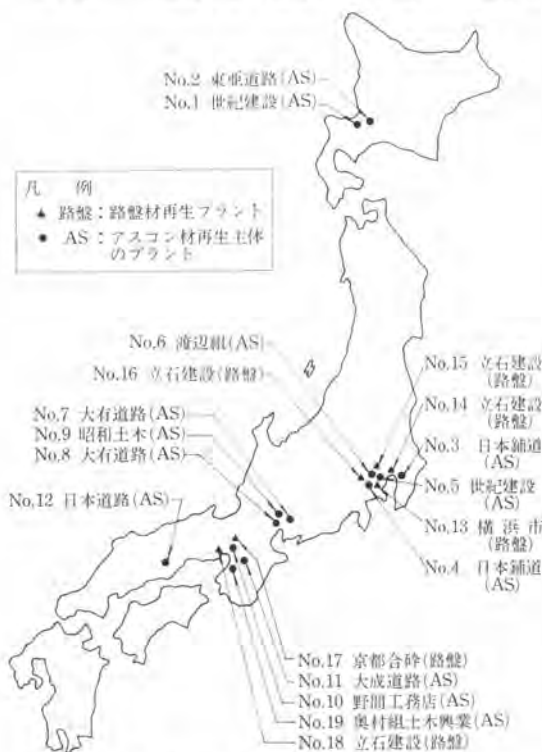 No.2 東亜道路(AS)
No.1 世紀建設(AS)
凡 例
▲ 路盤：路盤材再生プラント
● AS：アスコン材再生主体
のプラント
No.6 渡辺組(AS)
No.16 立石建設(路盤)
No.7 大有道路(AS)
No.9 昭和土木(AS)
No.8 大有道路(AS)
No.12 日本道路(AS)
No.15 立石建設
(路盤)
No.14 立石建設
(路盤)
No.3 日本鋪道
(AS)
No.5 世紀建設
(AS)
No.13 横浜市
(路盤)
No.4 日本鋪道
(AS)
No.17 京都合砕(路盤)
No.11 大成道路(AS)
No.10 野間工務店(AS)
No.19 奥村組土木興業(AS)
No.18 立石建設(路盤)